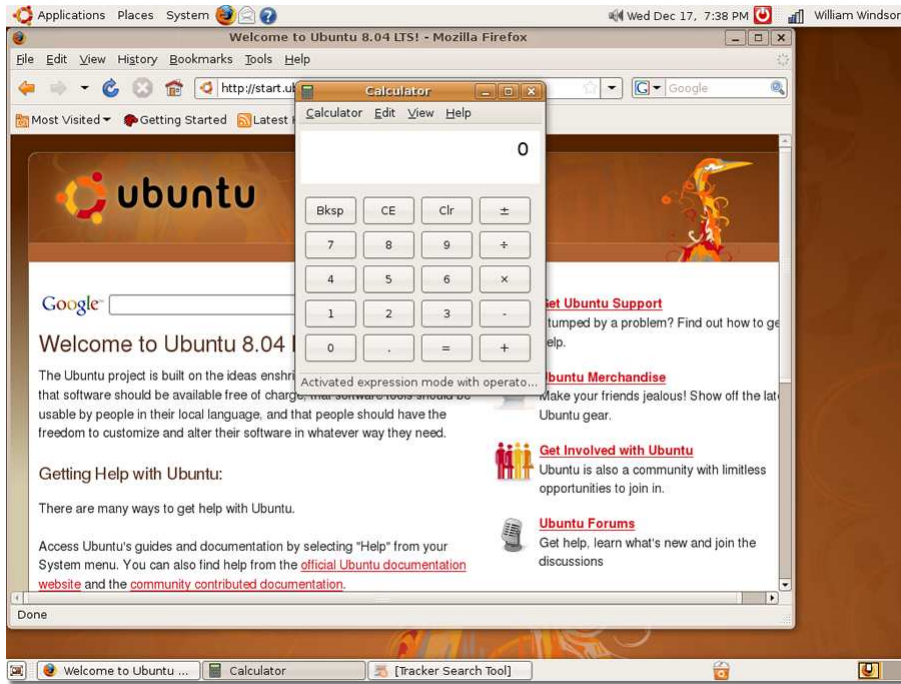 Applications Places System Wed Dec 17, 7:38 PM William Windsor
Welcome to Ubuntu 8.04 LTS! - Mozilla Firefox
File Edit View History Bookmarks Tools Help
http://start.ub G Google
Most Visited Getting Started Latest
Calculator
Calculator Edit View Help
0
Bksp CE Clr ±
7 8 9 ÷
4 5 6 ×
1 2 3 -
0 . = +
Activated expression mode with operato...
ubuntu
Google
Welcome to Ubuntu 8.04
The Ubuntu project is built on the ideas enshri
that software should be available free of charge, that software tools should be
usable by people in their local language, and that people should have the
freedom to customize and alter their software in whatever way they need.
Getting Help with Ubuntu:
There are many ways to get help with Ubuntu.
Access Ubuntu's guides and documentation by selecting "Help" from your
System menu. You can also find help from the official Ubuntu documentation
website and the community contributed documentation.
Get Ubuntu Support
tumped by a problem? Find out how to ge
elp.
Ubuntu Merchandise
Make your friends jealous! Show off the lat
Ubuntu gear.
Get Involved with Ubuntu
Ubuntu is also a community with limitless
opportunities to join in.
Ubuntu Forums
Get help, learn what's new and join the
discussions
Done
Welcome to Ubuntu ... Calculator [Tracker Search Tool]